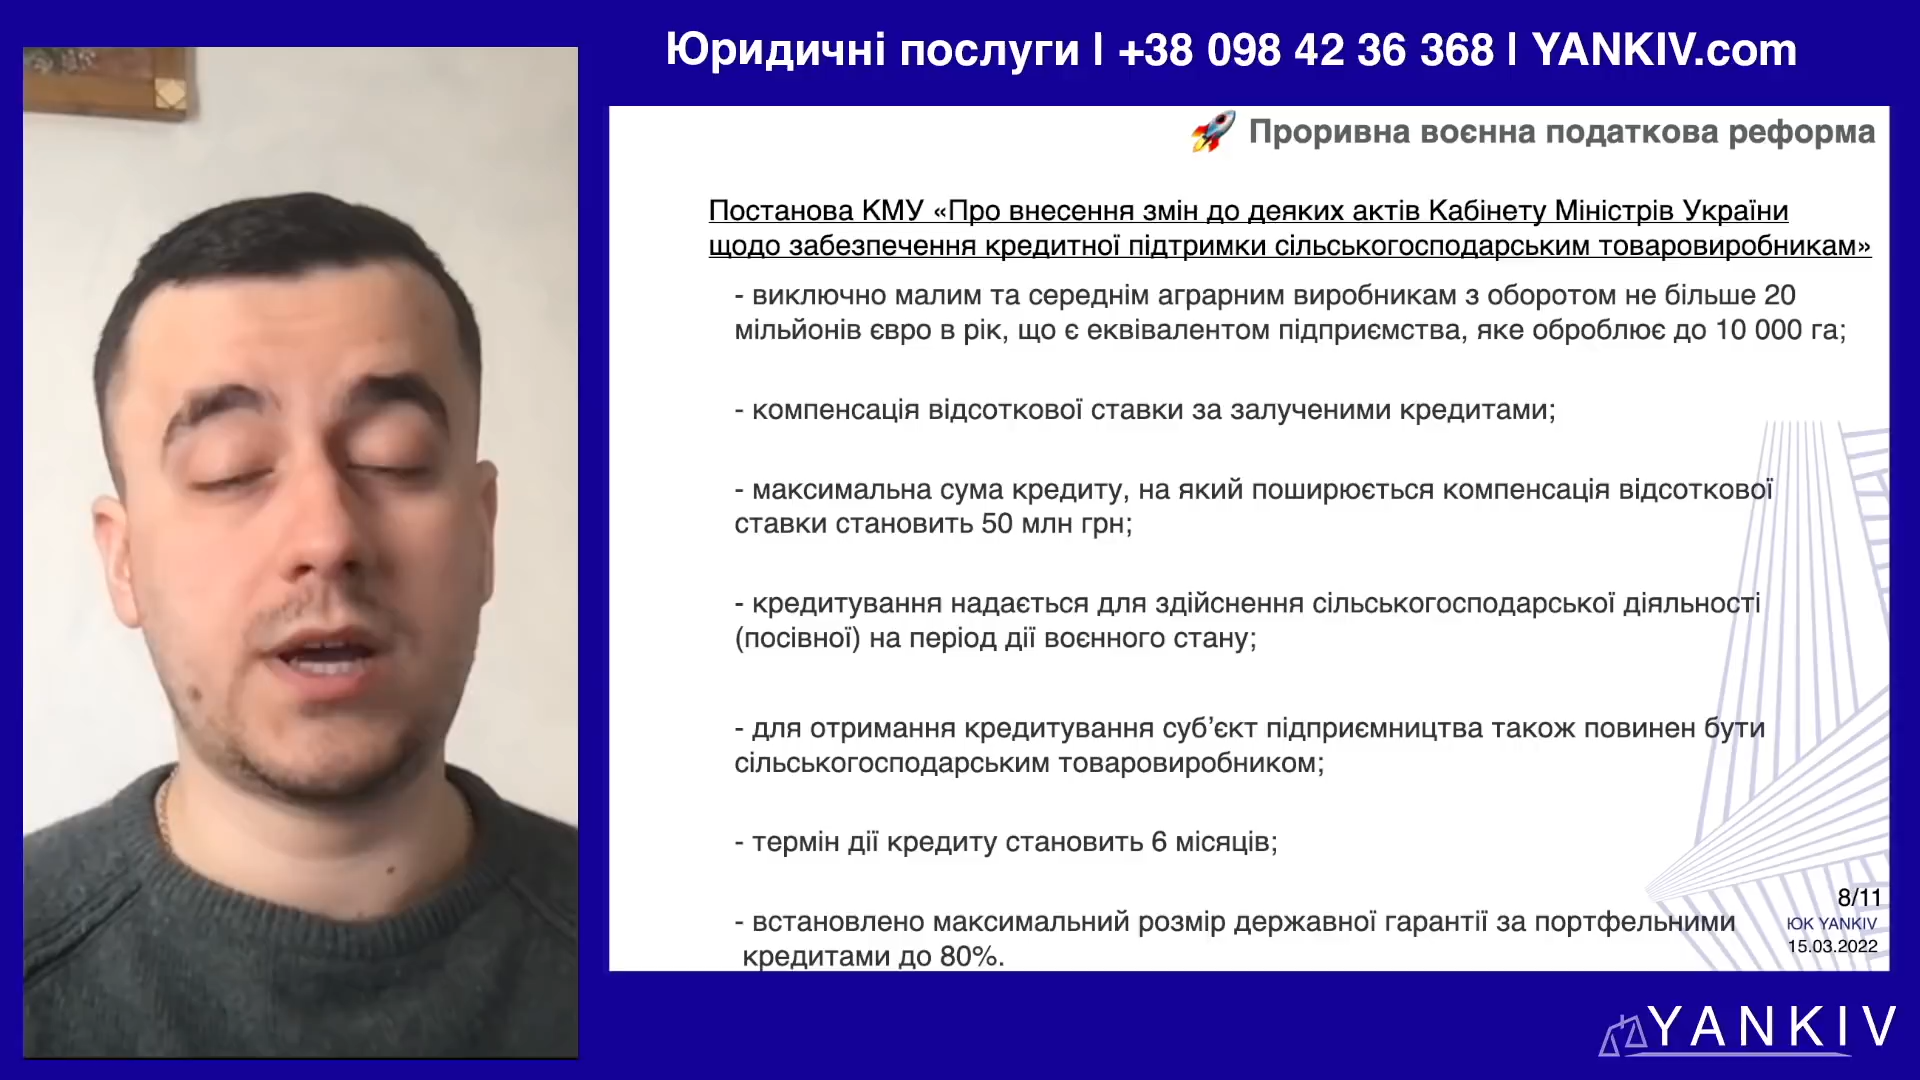 Юридичні послуги | +38 098 42 36 368 | YANKIV.com
Проривна воєнна податкова реформа
Постанова КМУ «Про внесення змін до деяких актів Кабінету Міністрів України
щодо забезпечення кредитної підтримки сільськогосподарським товаровиробникам»
- виключно малим та середнім аграрним виробникам з оборотом не більше 20
мільйонів євро в рік, що є еквівалентом підприємства, яке оброблює до 10 000 га;
- компенсація відсоткової ставки за залученими кредитами;
- максимальна сума кредиту, на який поширюється компенсація відсоткової
ставки становить 50 млн грн;
- кредитування надається для здійснення сільськогосподарської діяльності
(посівної) на період дії воєнного стану;
- для отримання кредитування суб’єкт підприємництва також повинен бути
сільськогосподарським товаровиробником;
- термін дії кредиту становить 6 місяців;
- встановлено максимальний розмір державної гарантії за портфельними
кредитами до 80%.
8/11
ЮК YANKIV
15.03.2022
YANKIV